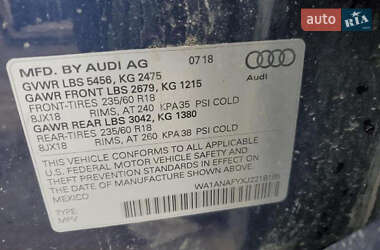 auto RIA.com
MFD. BY AUDI AG 07 18
GVWR LBS 5456, KG 2475
GAWR FRONT LBS 2679, KG 1215
Audi
FRONT-TIRES 235/60 R18
8JX18 RIMS, AT 240 KPA35 PSI COLD
GAWR REAR LBS 3042, KG 1380
REAR-TIRES 235/60 R18
8JX18 RIMS, AT 260 KPA38 PSI COLD
THIS VEHICLE CONFORMS TO ALL APPLICABLE
U.S. FEDERAL MOTOR VEHICLE SAFETY AND
THEFT PREVENTION STANDARDS IN EFFECT
ON THE DATE OF MANUFACTURE SHOWN ABOVE.
MEXICO
TYPE: MPV